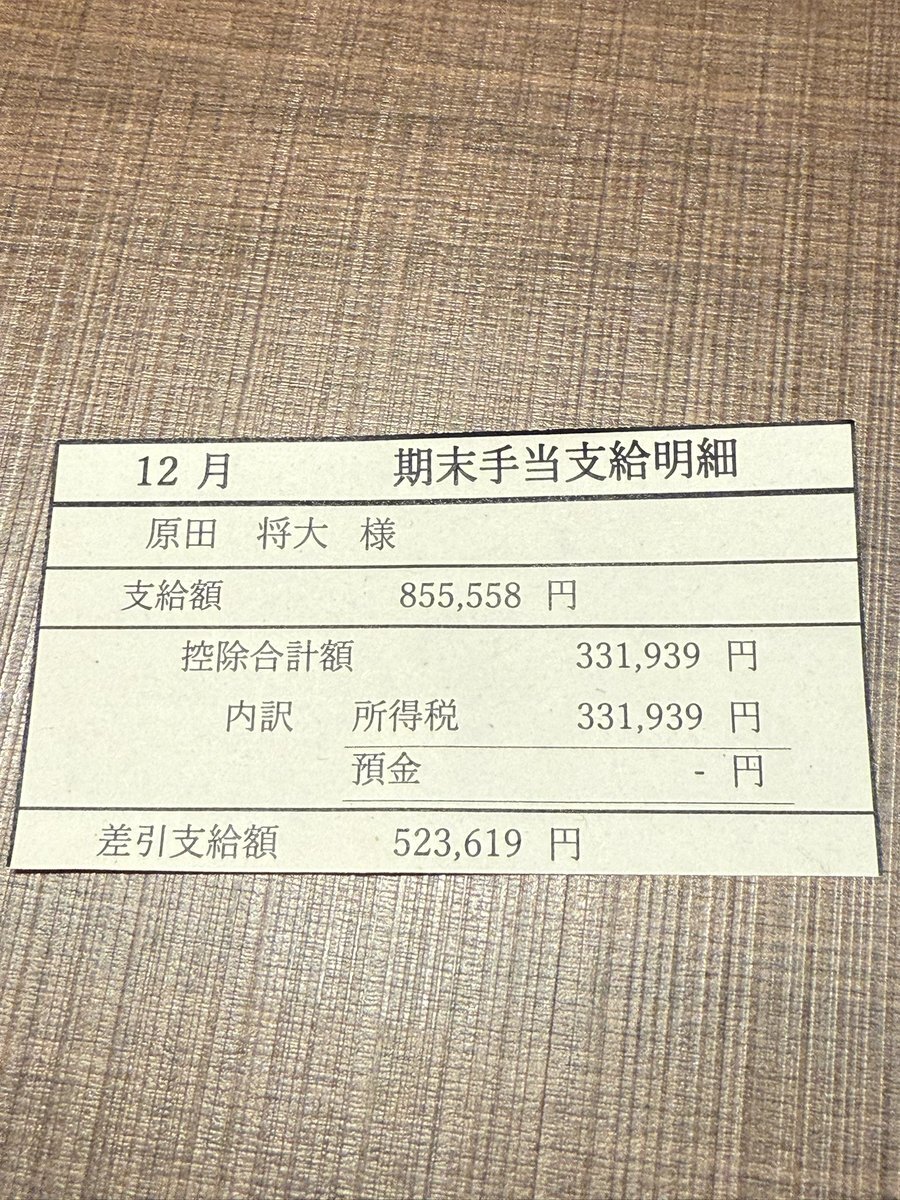 12 月 期末手当支給明細
原田 将大 様
支給額 855,558 円
控除合計額 331,939 円
内訳 所得税 331,939 円
預金 - 円
差引支給額 523,619 円